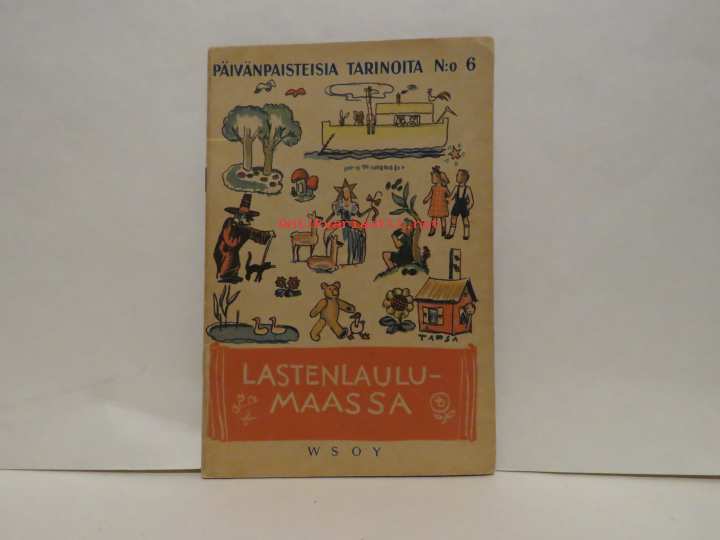 PÄIVÄNPAISTEISIA TARINOITA N:o 6
TAPSA
LASTENLAULU-
MAASSA
WSOY